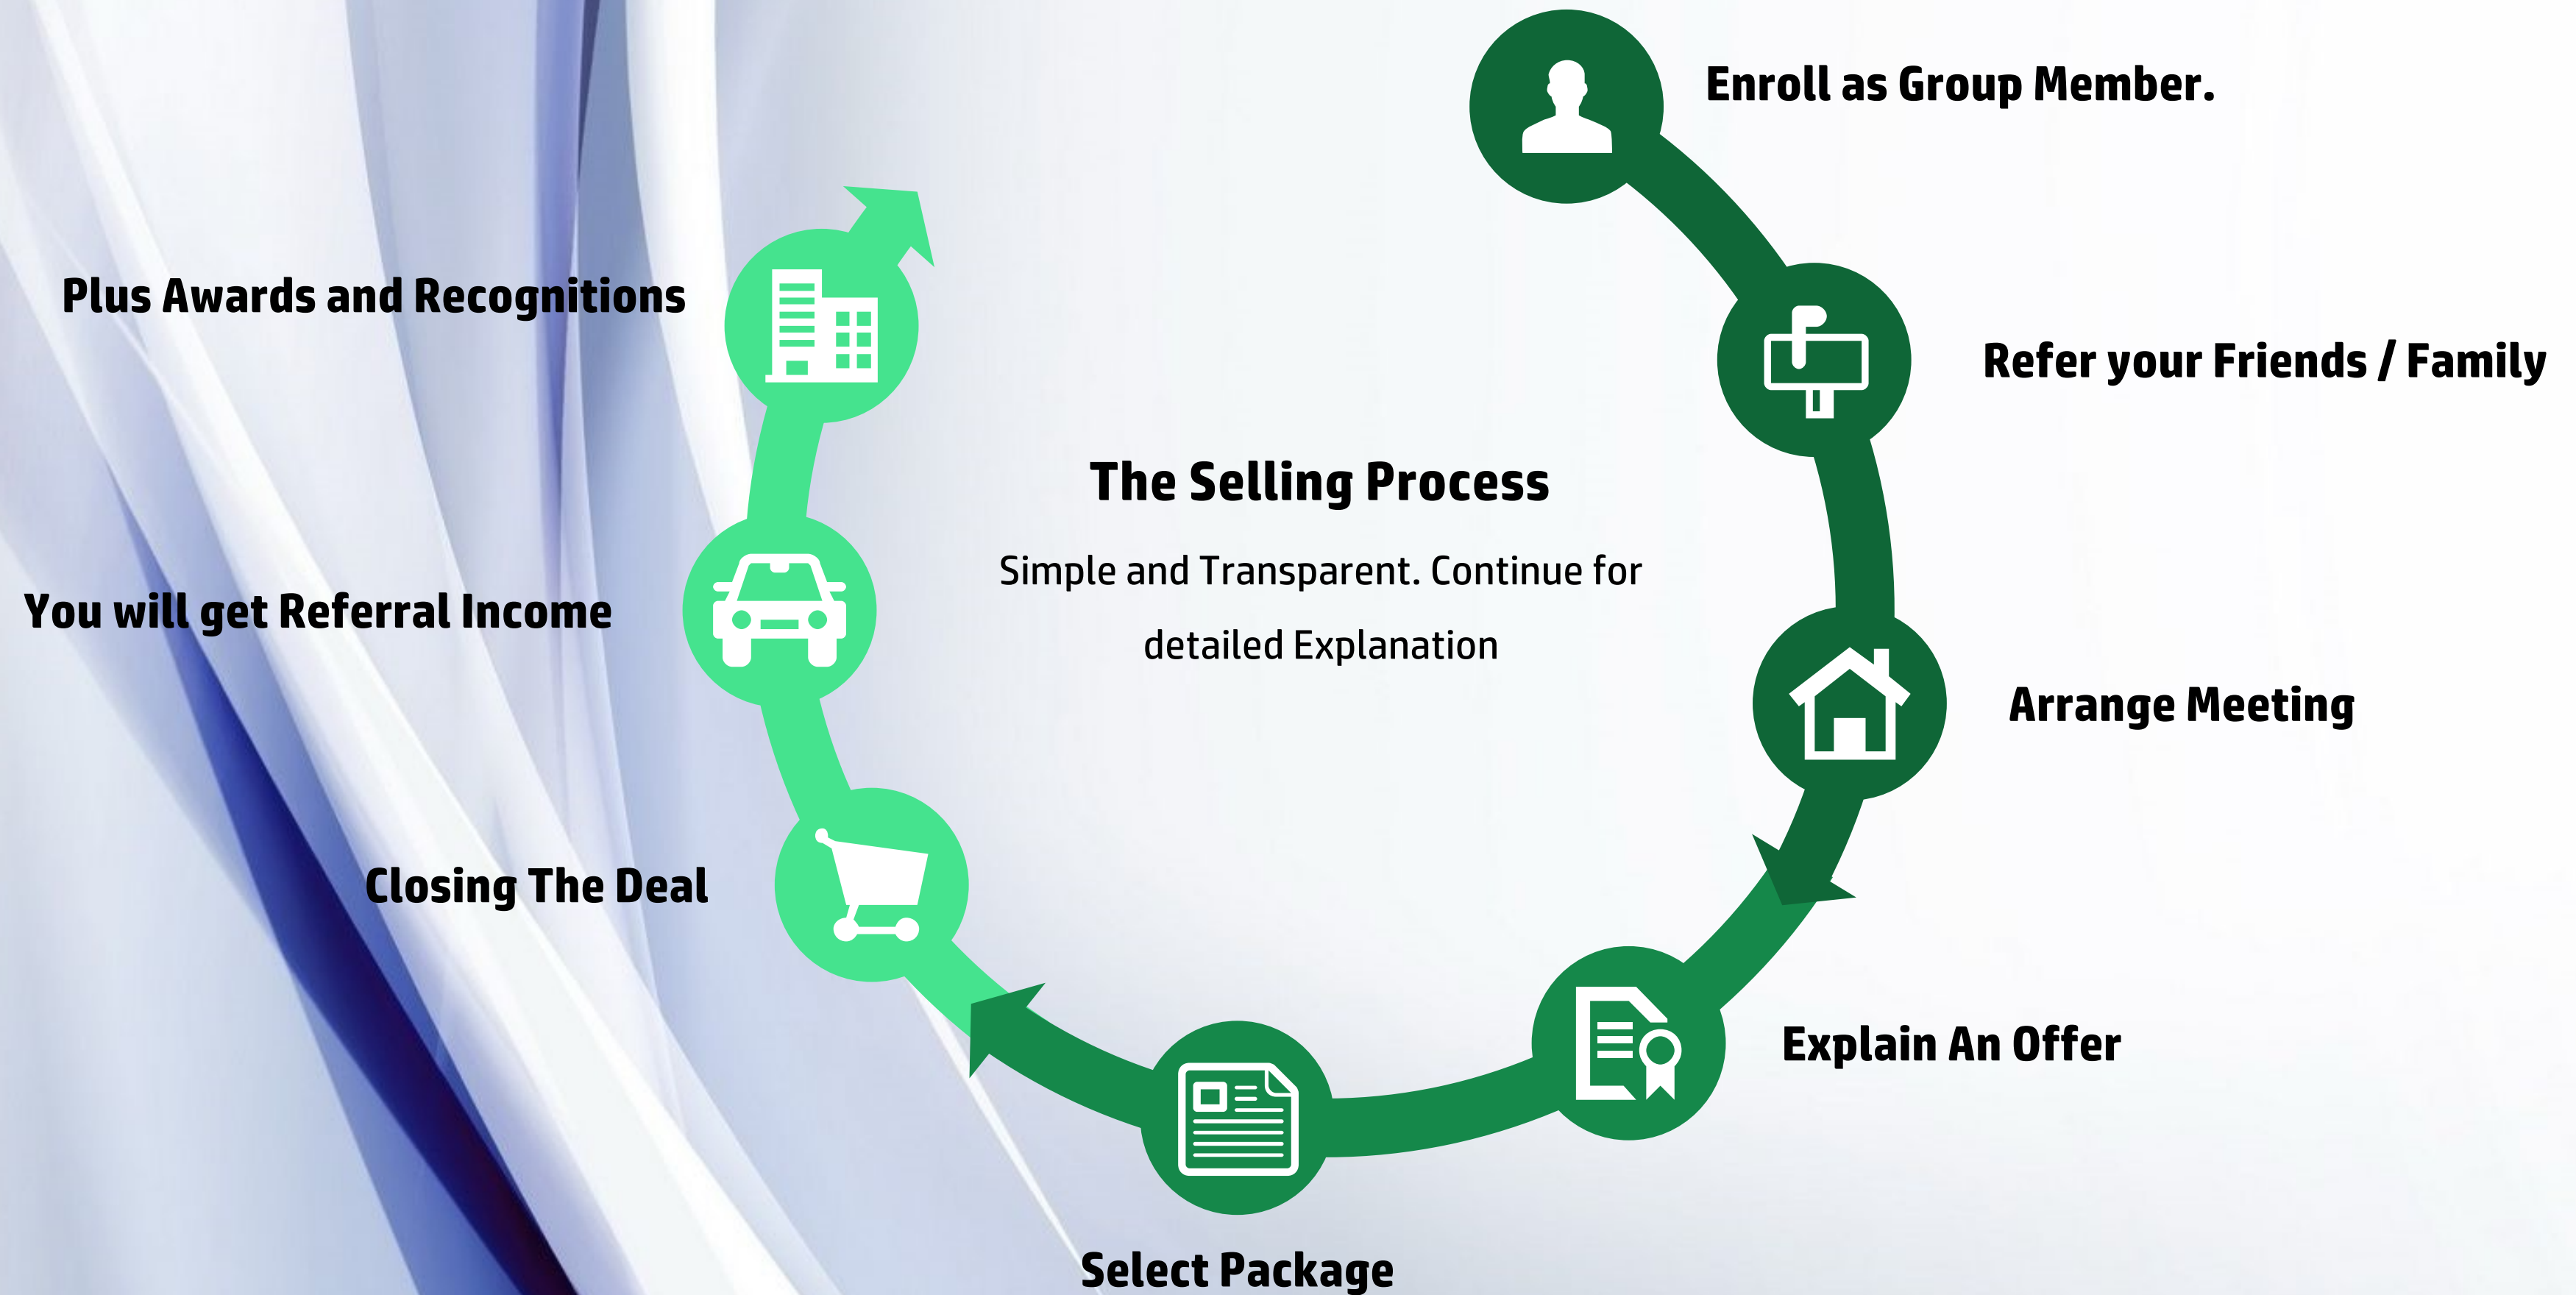 Enroll as Group Member.
Refer your Friends / Family
Arrange Meeting
Explain An Offer
Select Package
Closing The Deal
You will get Referral Income
Plus Awards and Recognitions
The Selling Process
Simple and Transparent. Continue for
detailed Explanation